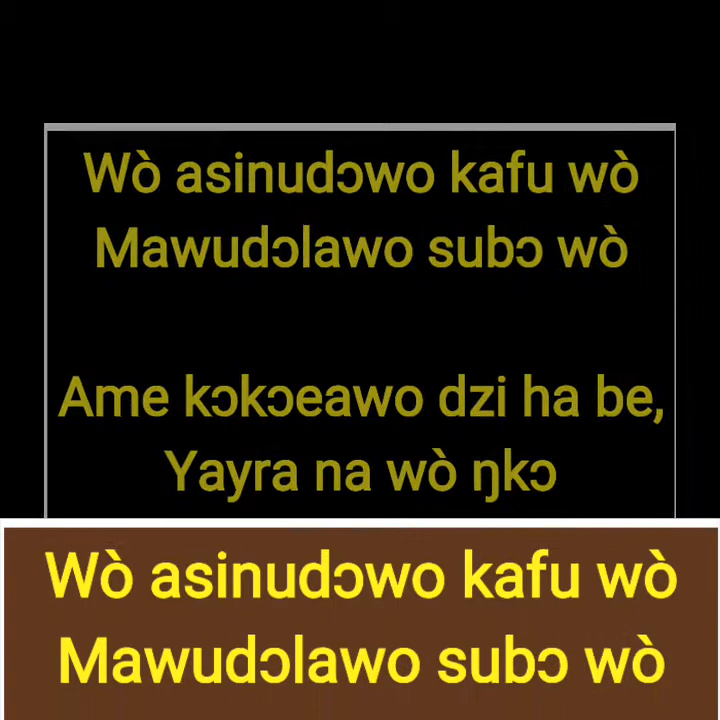 Wò asinudɔwo kafu wò
Mawudɔlawo subɔ wò
Ame kɔkɔeawo dzi ha be,
Yayra na wò ŋkɔ
Wò asinudɔwo kafu wò
Mawudɔlawo subɔ wò